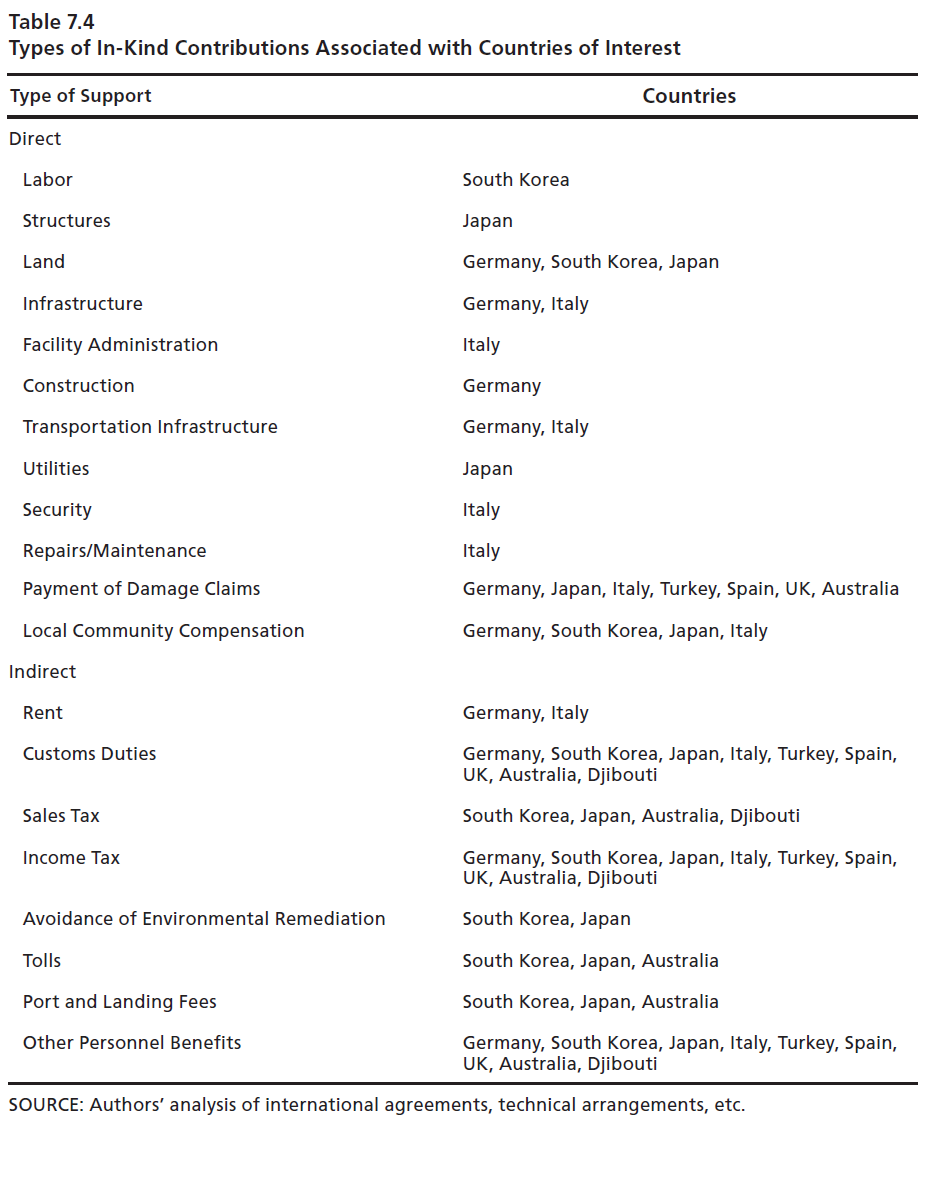 Table 7.4
Types of In-Kind Contributions Associated with Countries of Interest
Type of Support Countries
Direct
Labor South Korea
Structures Japan
Land Germany, South Korea, Japan
Infrastructure Germany, Italy
Facility Administration Italy
Construction Germany
Transportation Infrastructure Germany, Italy
Utilities Japan
Security Italy
Repairs/Maintenance Italy
Payment of Damage Claims Germany, Japan, Italy, Turkey, Spain, UK, Australia
Local Community Compensation Germany, South Korea, Japan, Italy
Indirect
Rent Germany, Italy
Customs Duties Germany, South Korea, Japan, Italy, Turkey, Spain,
UK, Australia, Djibouti
Sales Tax South Korea, Japan, Australia, Djibouti
Income Tax Germany, South Korea, Japan, Italy, Turkey, Spain,
UK, Australia, Djibouti
Avoidance of Environmental Remediation South Korea, Japan
Tolls South Korea, Japan, Australia
Port and Landing Fees South Korea, Japan, Australia
Other Personnel Benefits Germany, South Korea, Japan, Italy, Turkey, Spain,
UK, Australia, Djibouti
SOURCE: Authors’ analysis of international agreements, technical arrangements, etc.